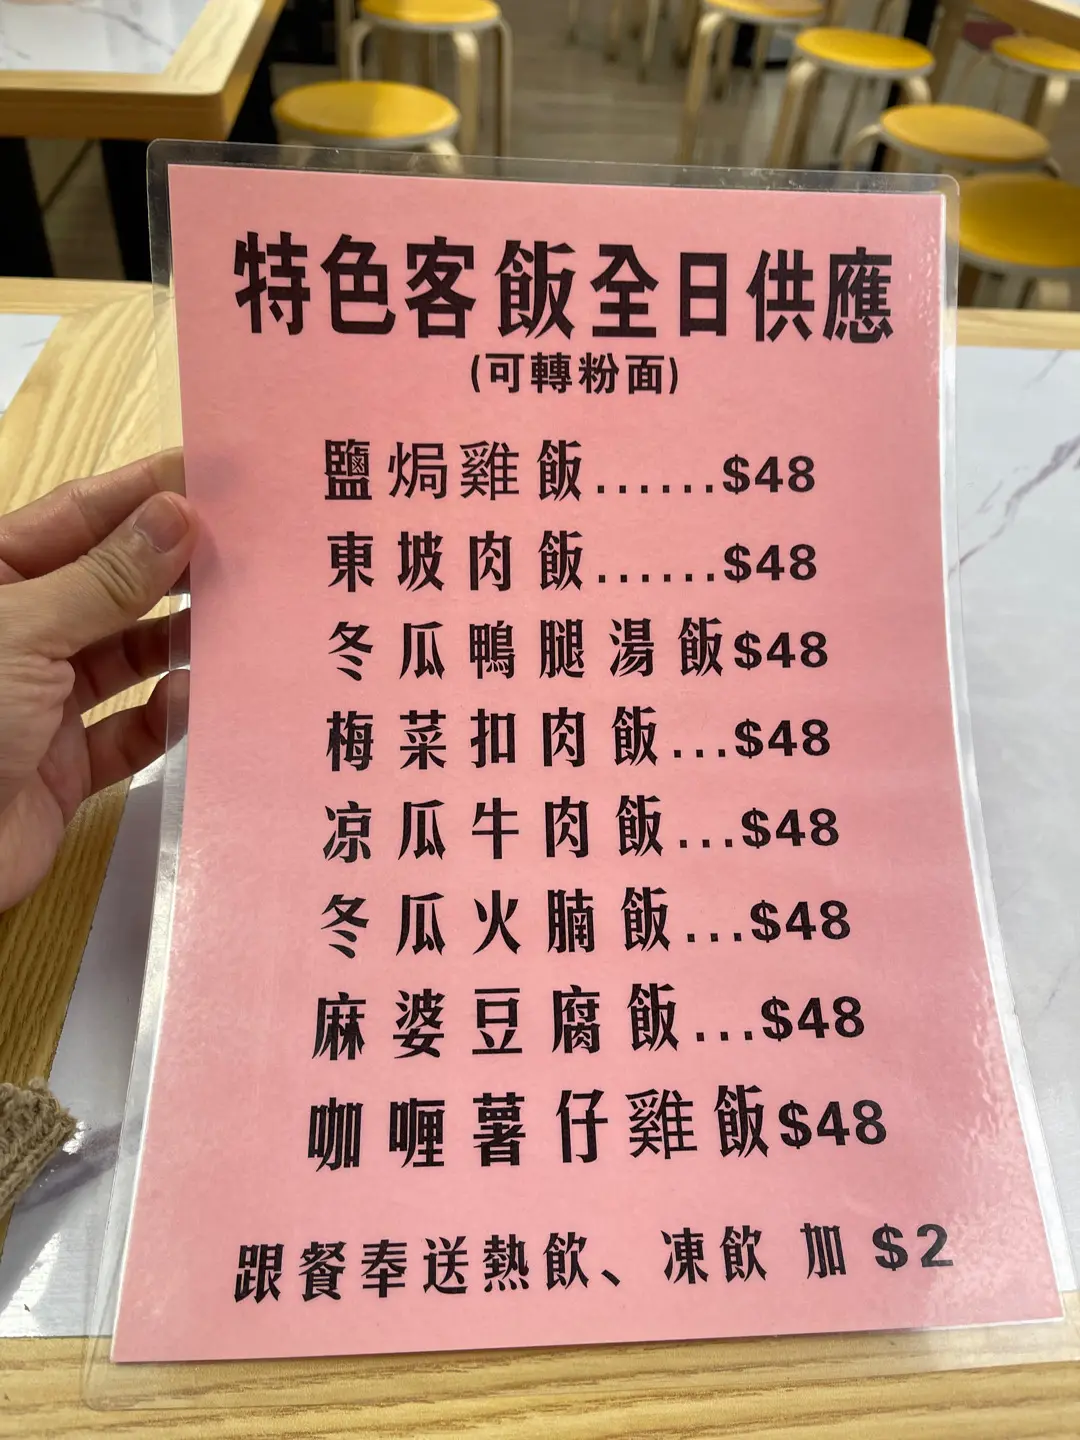 特色客飯全日供應
(可轉粉面)
鹽焗雞飯......$48
東坡肉飯......$48
冬瓜鴨腿湯飯$48
梅菜扣肉飯...$48
凉瓜牛肉飯...$48
冬瓜火腩飯...$48
麻婆豆腐飯...$48
咖喱薯仔雞飯$48
跟餐奉送熱飲、凍飲 加 $2